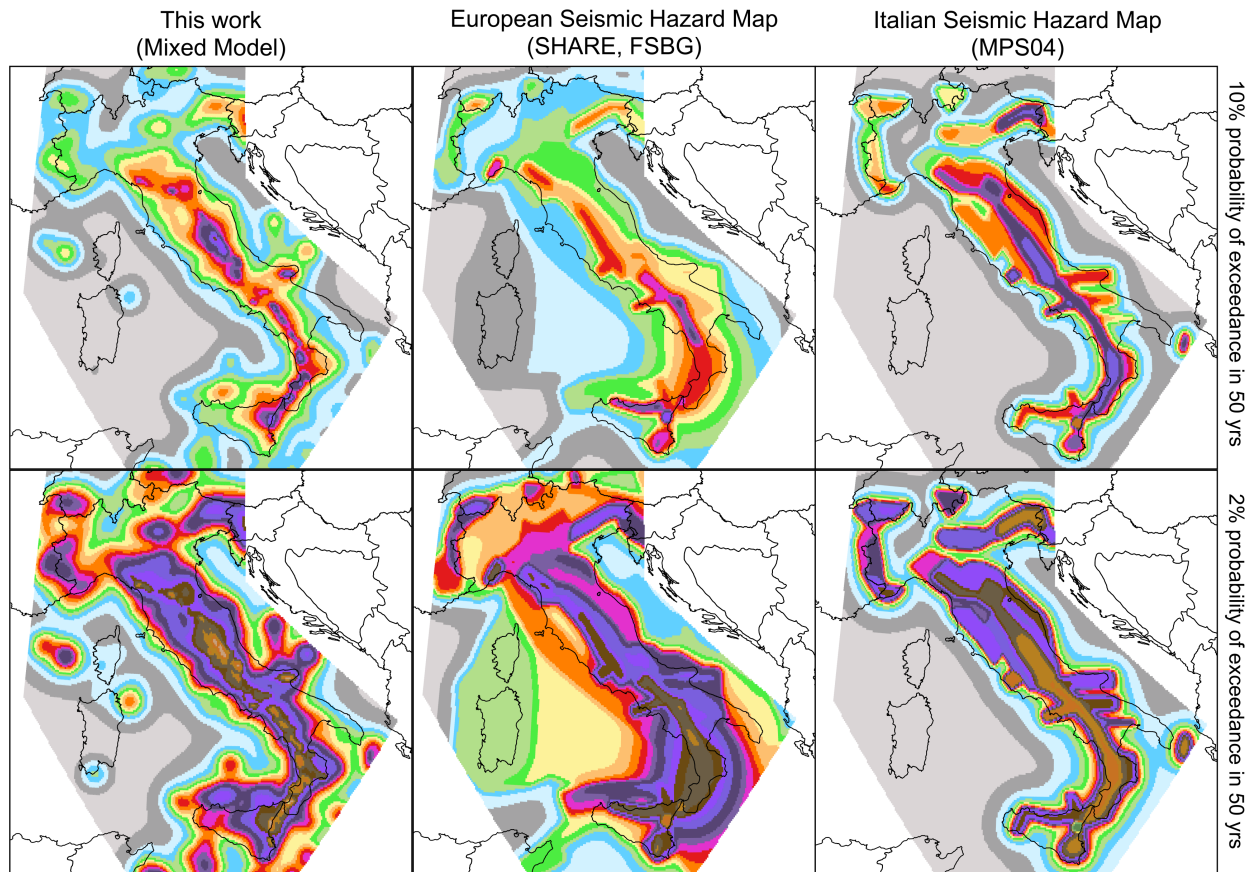 This work
(Mixed Model)
European Seismic Hazard Map
(SHARE, FSBG)
Italian Seismic Hazard Map
(MPS04)
10% probability of exceedance in 50 yrs
2% probability of exceedance in 50 yrs